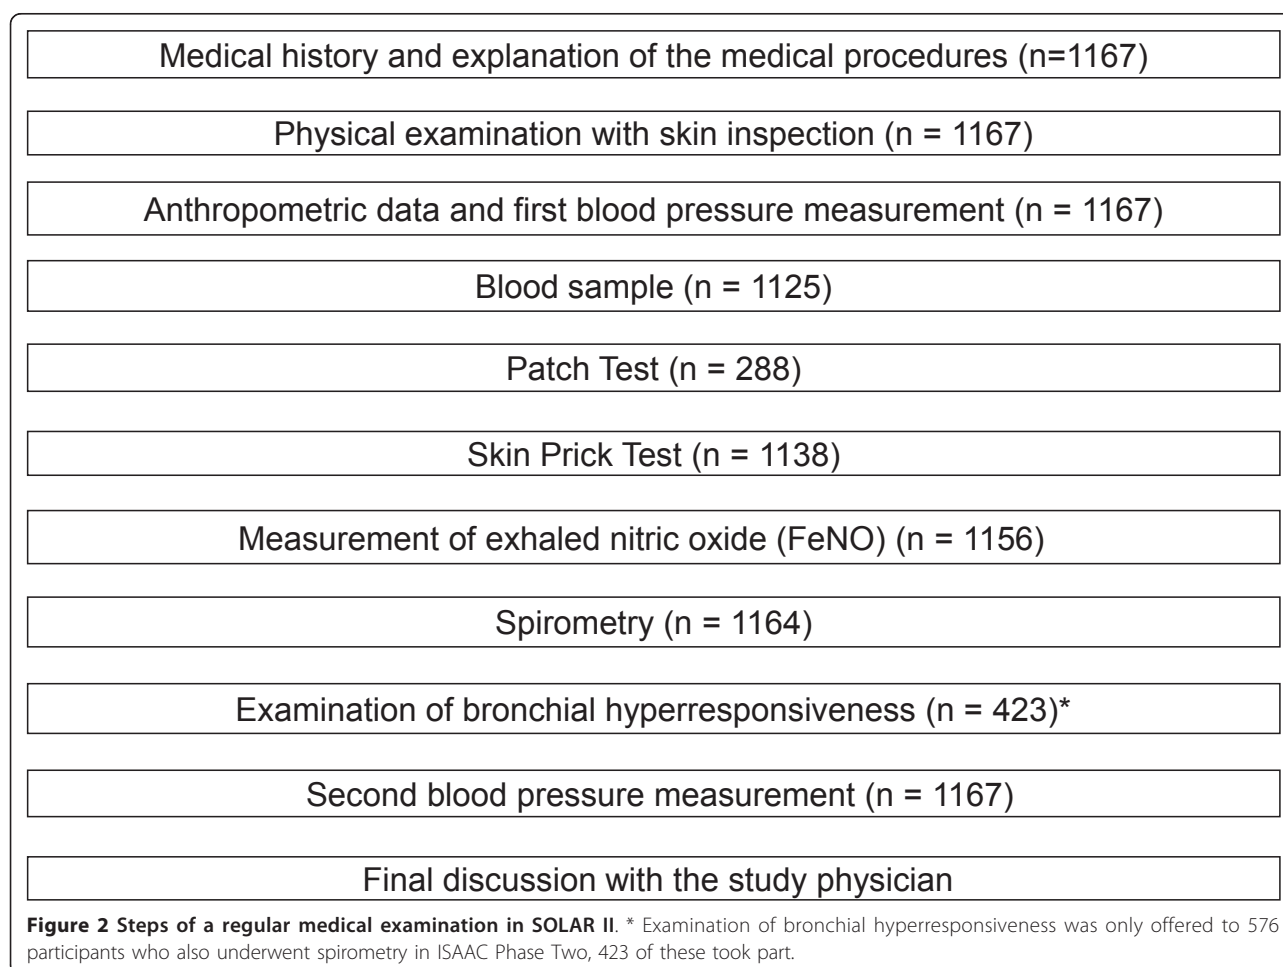 Medical history and explanation of the medical procedures (n=1167)
Physical examination with skin inspection (n = 1167)
Anthropometric data and first blood pressure measurement (n = 1167)
Blood sample (n = 1125)
Patch Test (n = 288)
Skin Prick Test (n = 1138)
Measurement of exhaled nitric oxide (FeNO) (n = 1156)
Spirometry (n = 1164)
Examination of bronchial hyperresponsiveness (n = 423)*
Second blood pressure measurement (n = 1167)
Final discussion with the study physician
Figure 2 Steps of a regular medical examination in SOLAR II. * Examination of bronchial hyperresponsiveness was only offered to 576
participants who also underwent spirometry in ISAAC Phase Two, 423 of these took part.